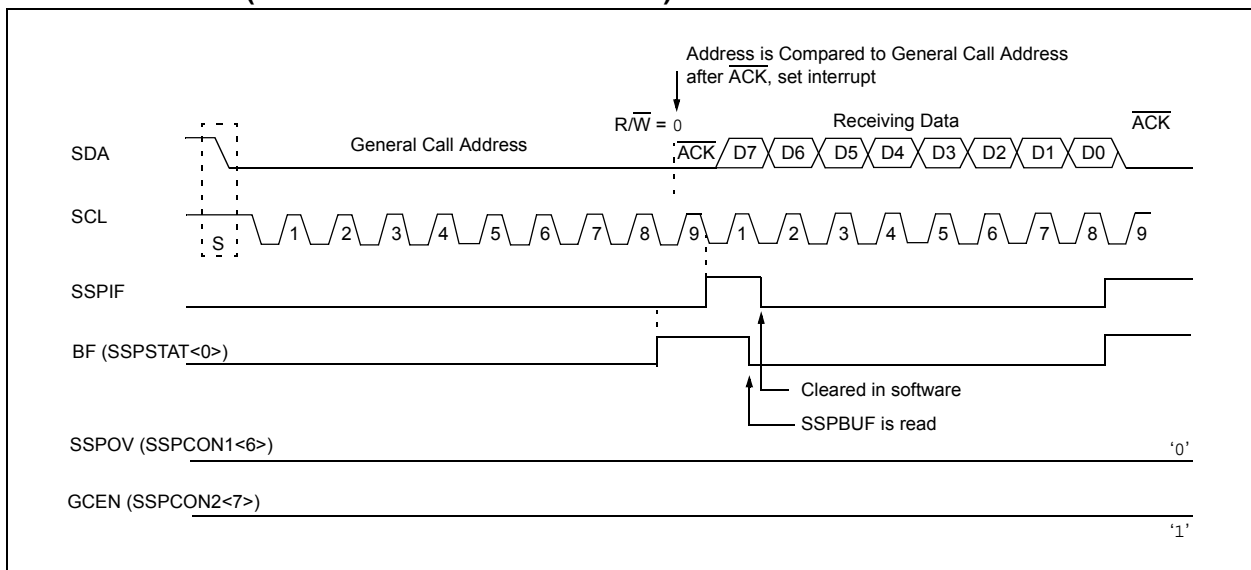 Address is Compared to General Call Address
after ACK, set interrupt
R/W = 0
Receiving Data
ACK
SDA
General Call Address
ACK D7 D6 D5 D4 D3 D2 D1 D0
SCL
S
1 2 3 4 5 6 7 8 9 1 2 3 4 5 6 7 8 9
SSPIF
BF (SSPSTAT<0>)
Cleared in software
SSPBUF is read
SSPOV (SSPCON1<6>)
‘0’
GCEN (SSPCON2<7>)
‘1’